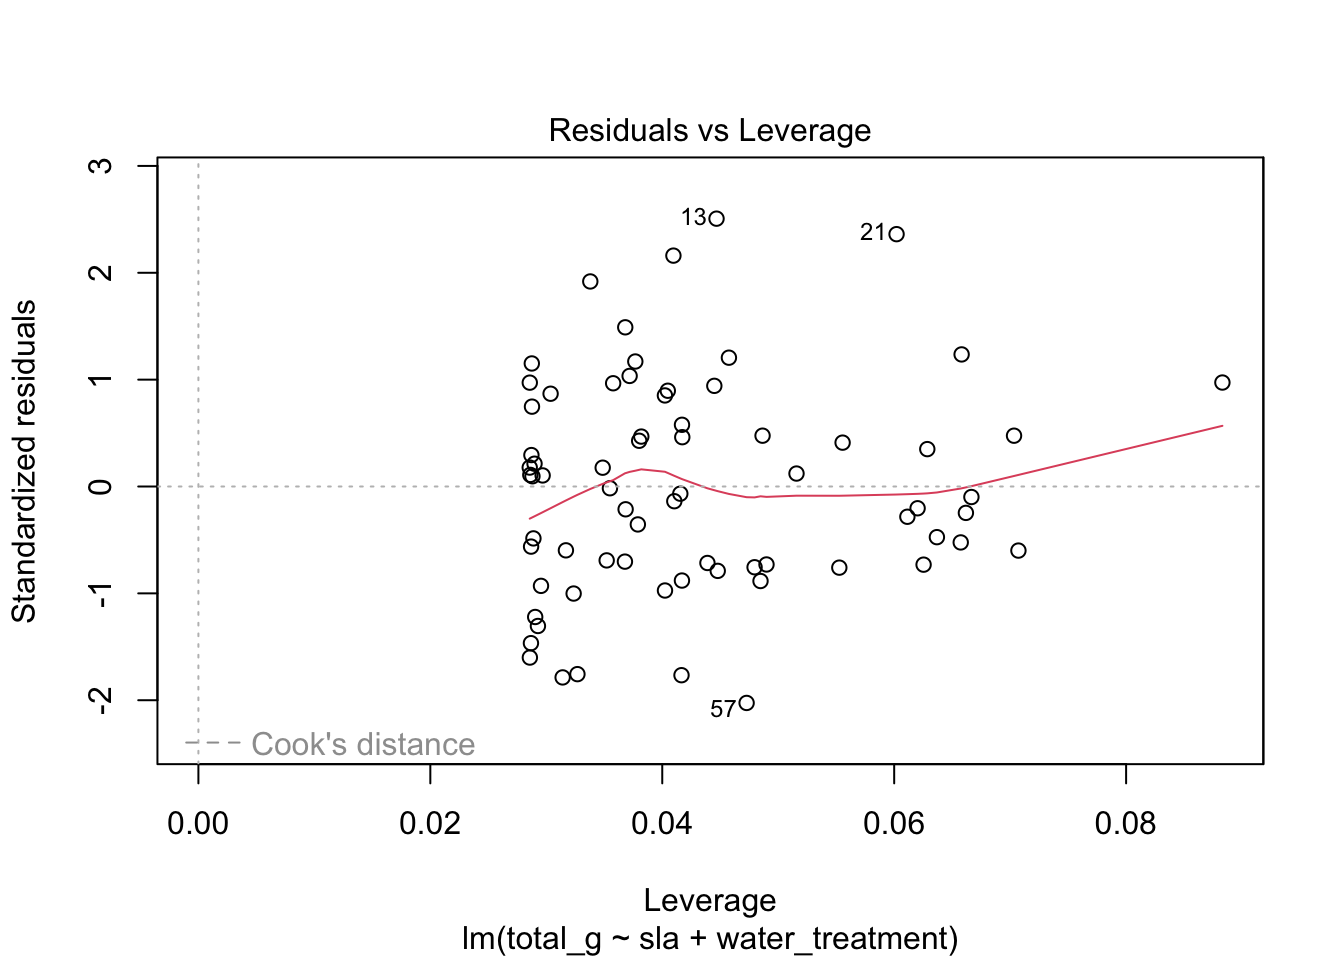 Residuals vs Leverage
Standardized residuals
3
2
1
0
-1
-2
13
21
57
Cook's distance
0.00 0.02 0.04 0.06 0.08
Leverage
lm(total_g ~ sla + water_treatment)